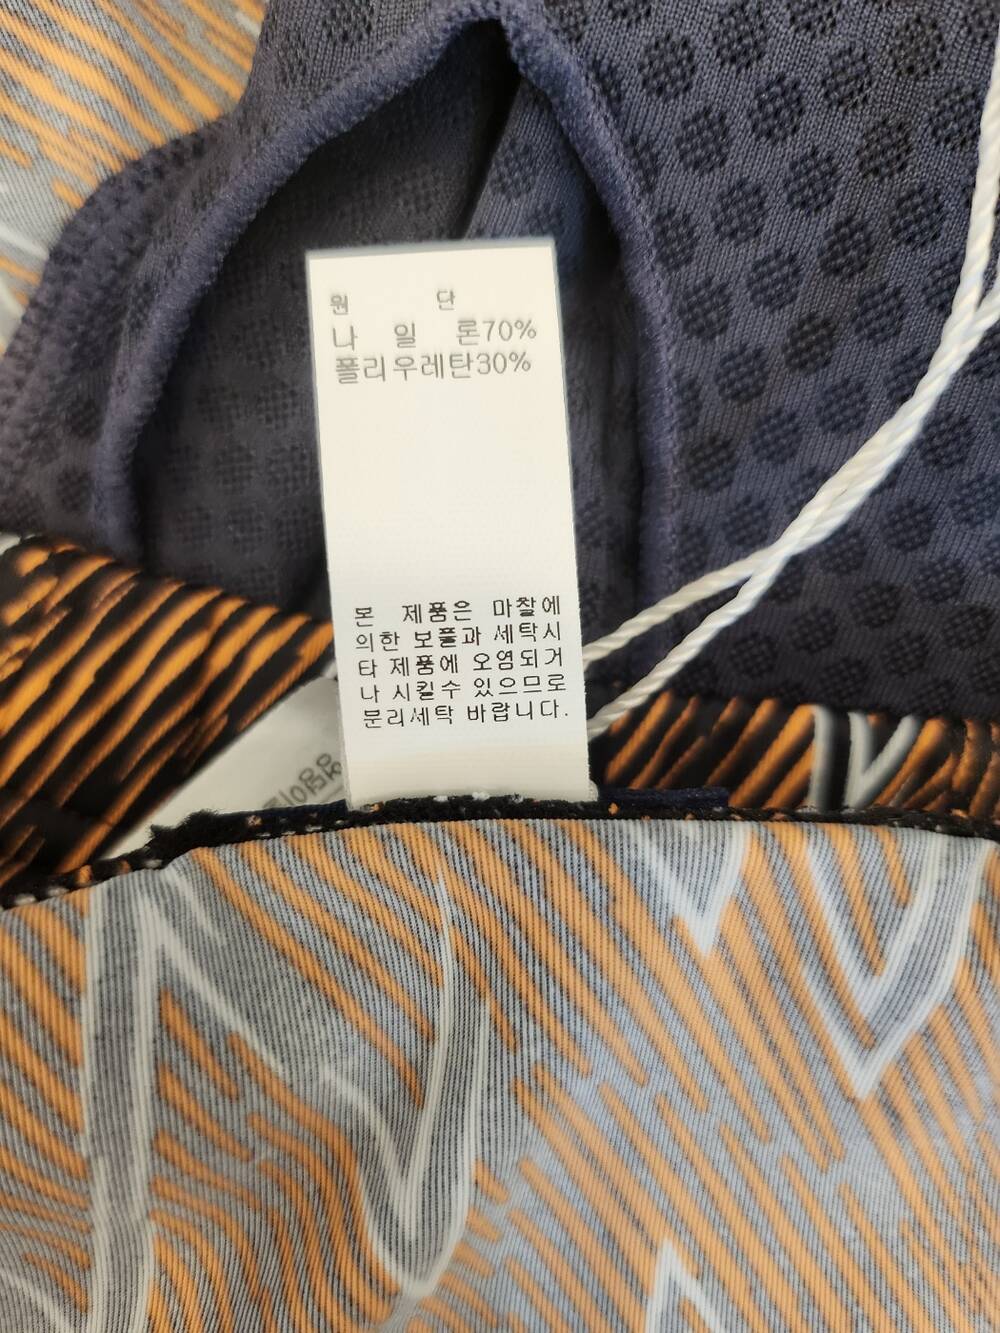 원 단
나 일 론70%
폴리우레탄30%
본 제품은 마찰에
의한 보풀과 세탁시
타 제품에 오염되거
나 시킬수 있으므로
분리세탁 바랍니다.